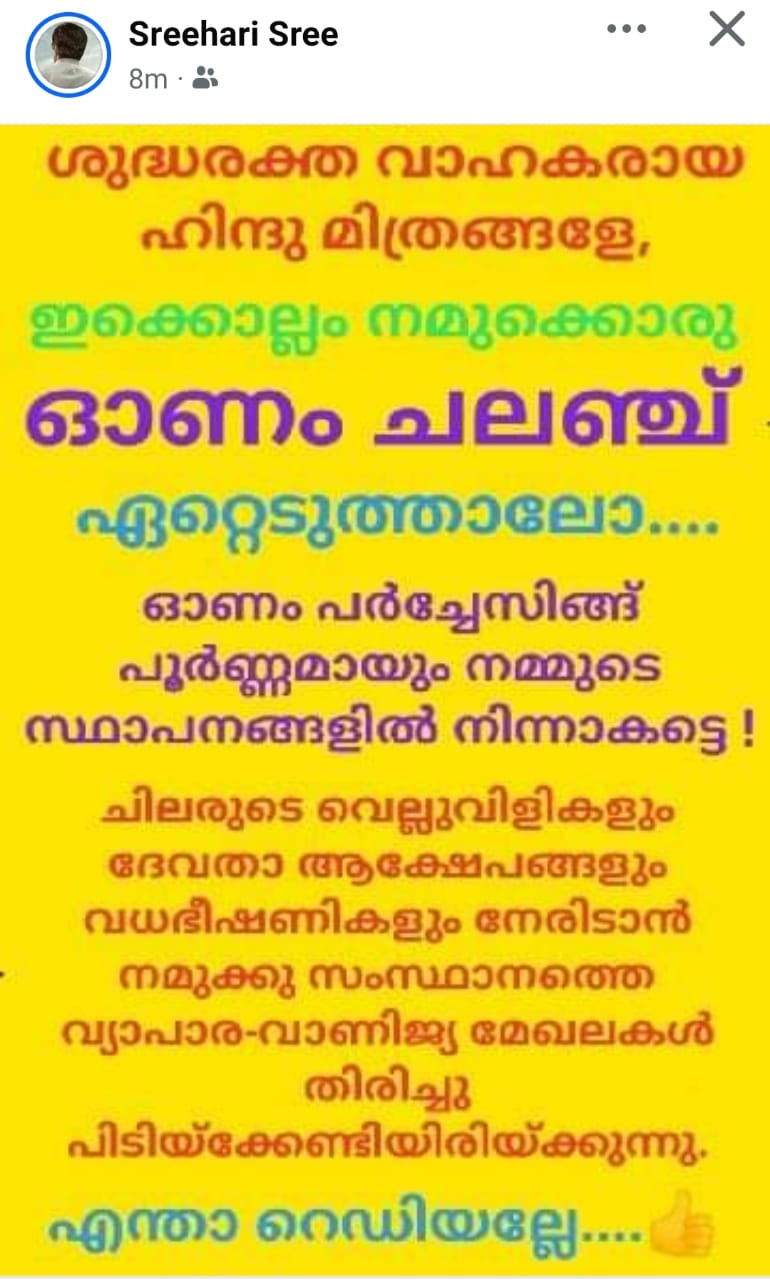 Sreehari Sree
8m ·
ശുദ്ധരക്ത വാഹകരായ
ഹിന്ദു മിത്രങ്ങളേ,
ഇക്കൊല്ലം നമുക്കൊരു
ഓണം ചലഞ്ച്
ഏറ്റെടുത്താലോ....
ഓണം പർച്ചേസിങ്ങ്
പൂർണ്ണമായും നമ്മുടെ
സ്ഥാപനങ്ങളിൽ നിന്നാകട്ടെ !
ചിലരുടെ വെല്ലുവിളികളും
ദേവതാ ആക്ഷേപങ്ങളും
വധഭീഷണികളും നേരിടാൻ
നമുക്കു സംസ്ഥാനത്തെ
വ്യാപാര-വാണിജ്യ മേഖലകൾ
തിരിച്ചു
പിടിയ്ക്കേണ്ടിയിരിയ്ക്കുന്നു.
എന്താ റെഡിയല്ലേ....👍